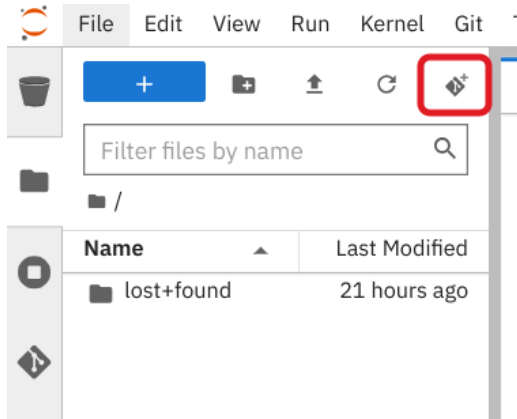 File Edit View Run Kernel Git
+
Filter files by name
/
Name Last Modified
lost+found 21 hours ago